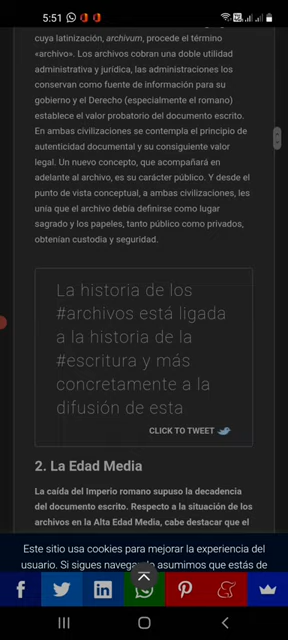 5:51
cuya latinización, archivum, procede el término
«archivo». Los archivos cobran una doble utilidad
administrativa y jurídica, las administraciones los
conservan como fuente de información para su
gobierno y el Derecho (especialmente el romano)
establece el valor probatorio del documento escrito.
En ambas civilizaciones se contempla el principio de
autenticidad documental y su consiguiente valor
legal. Un nuevo concepto, que acompañará en
adelante al archivo, es su carácter público. Y desde el
punto de vista conceptual, a ambas civilizaciones, les
unía que el archivo debía definirse como lugar
sagrado y los papeles, tanto público como privados,
obtenían custodia y seguridad.
La historia de los
#archivos está ligada
a la historia de la
#escritura y más
concretamente a la
difusión de esta
CLICK TO TWEET
2. La Edad Media
La caída del Imperio romano supuso la decadencia
del documento escrito. Respecto a la situación de los
archivos en la Alta Edad Media, cabe destacar que el
Este sitio usa cookies para mejorar la experiencia del
usuario. Si sigues navegando asumimos que estás de